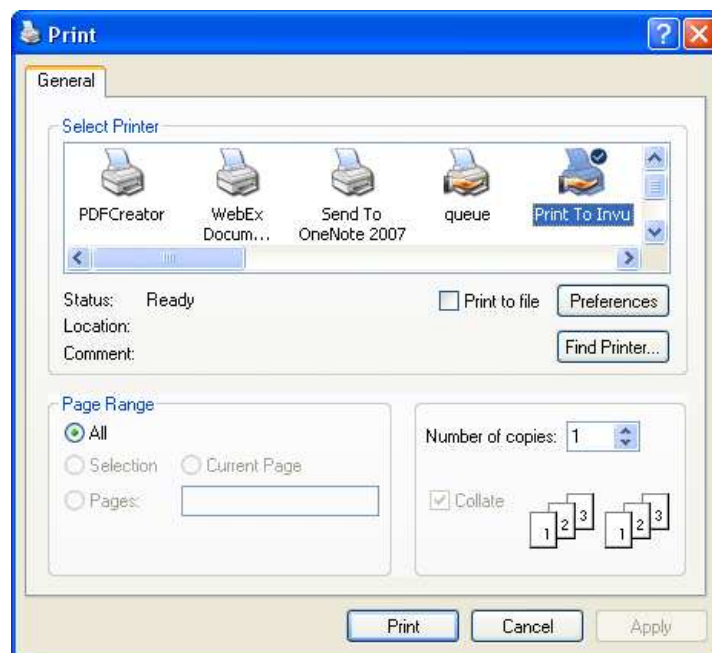 Print
General
Select Printer
PDFCreator
WebEx
Docum...
Send To
OneNote 2007
queue
Print To Invu
Status: Ready
Print to file
Preferences
Location:
Comment:
Find Printer...
Page Range
All
Selection
Current Page
Pages:
Number of copies: 1
Collate
1 2 3 1 2 3
Print
Cancel
Apply